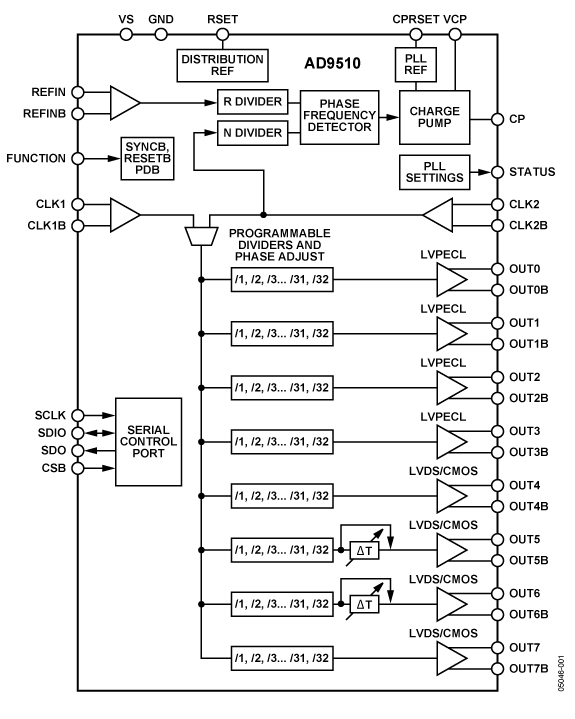 VS GND RSET CPRSET VCP
DISTRIBUTION
REF
AD9510
PLL
REF
REFIN
REFINB
R DIVIDER
N DIVIDER
PHASE
FREQUENCY
DETECTOR
CHARGE
PUMP
CP
FUNCTION
SYNCB,
RESETB
PDB
PLL
SETTINGS
STATUS
CLK1
CLK1B
CLK2
CLK2B
PROGRAMMABLE
DIVIDERS AND
PHASE ADJUST
LVPECL
/1, /2, /3... /31, /32
OUT0
OUT0B
LVPECL
/1, /2, /3... /31, /32
OUT1
OUT1B
LVPECL
/1, /2, /3... /31, /32
OUT2
OUT2B
SCLK
SDIO
SDO
CSB
SERIAL
CONTROL
PORT
LVPECL
/1, /2, /3... /31, /32
OUT3
OUT3B
LVDS/CMOS
/1, /2, /3... /31, /32
OUT4
OUT4B
LVDS/CMOS
/1, /2, /3... /31, /32
ΔT
OUT5
OUT5B
LVDS/CMOS
/1, /2, /3... /31, /32
ΔT
OUT6
OUT6B
LVDS/CMOS
/1, /2, /3... /31, /32
OUT7
OUT7B
05046-001